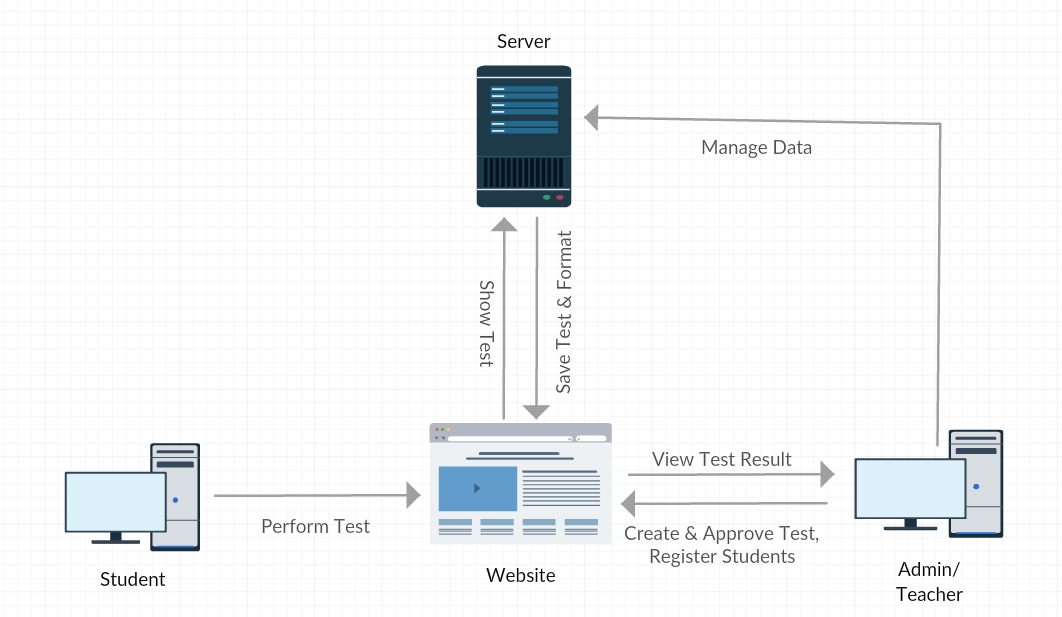 Server
Manage Data
Show Test
Save Test & Format
View Test Result
Perform Test
Create & Approve Test,
Register Students
Student
Website
Admin/
Teacher